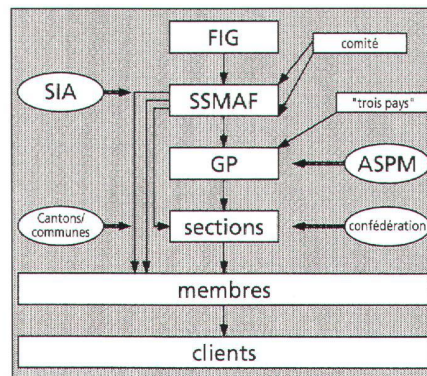 FIG
comité
SIA
SSMAF
"trois pays"
GP
ASPM
Cantons/
communes
sections
confédération
membres
clients